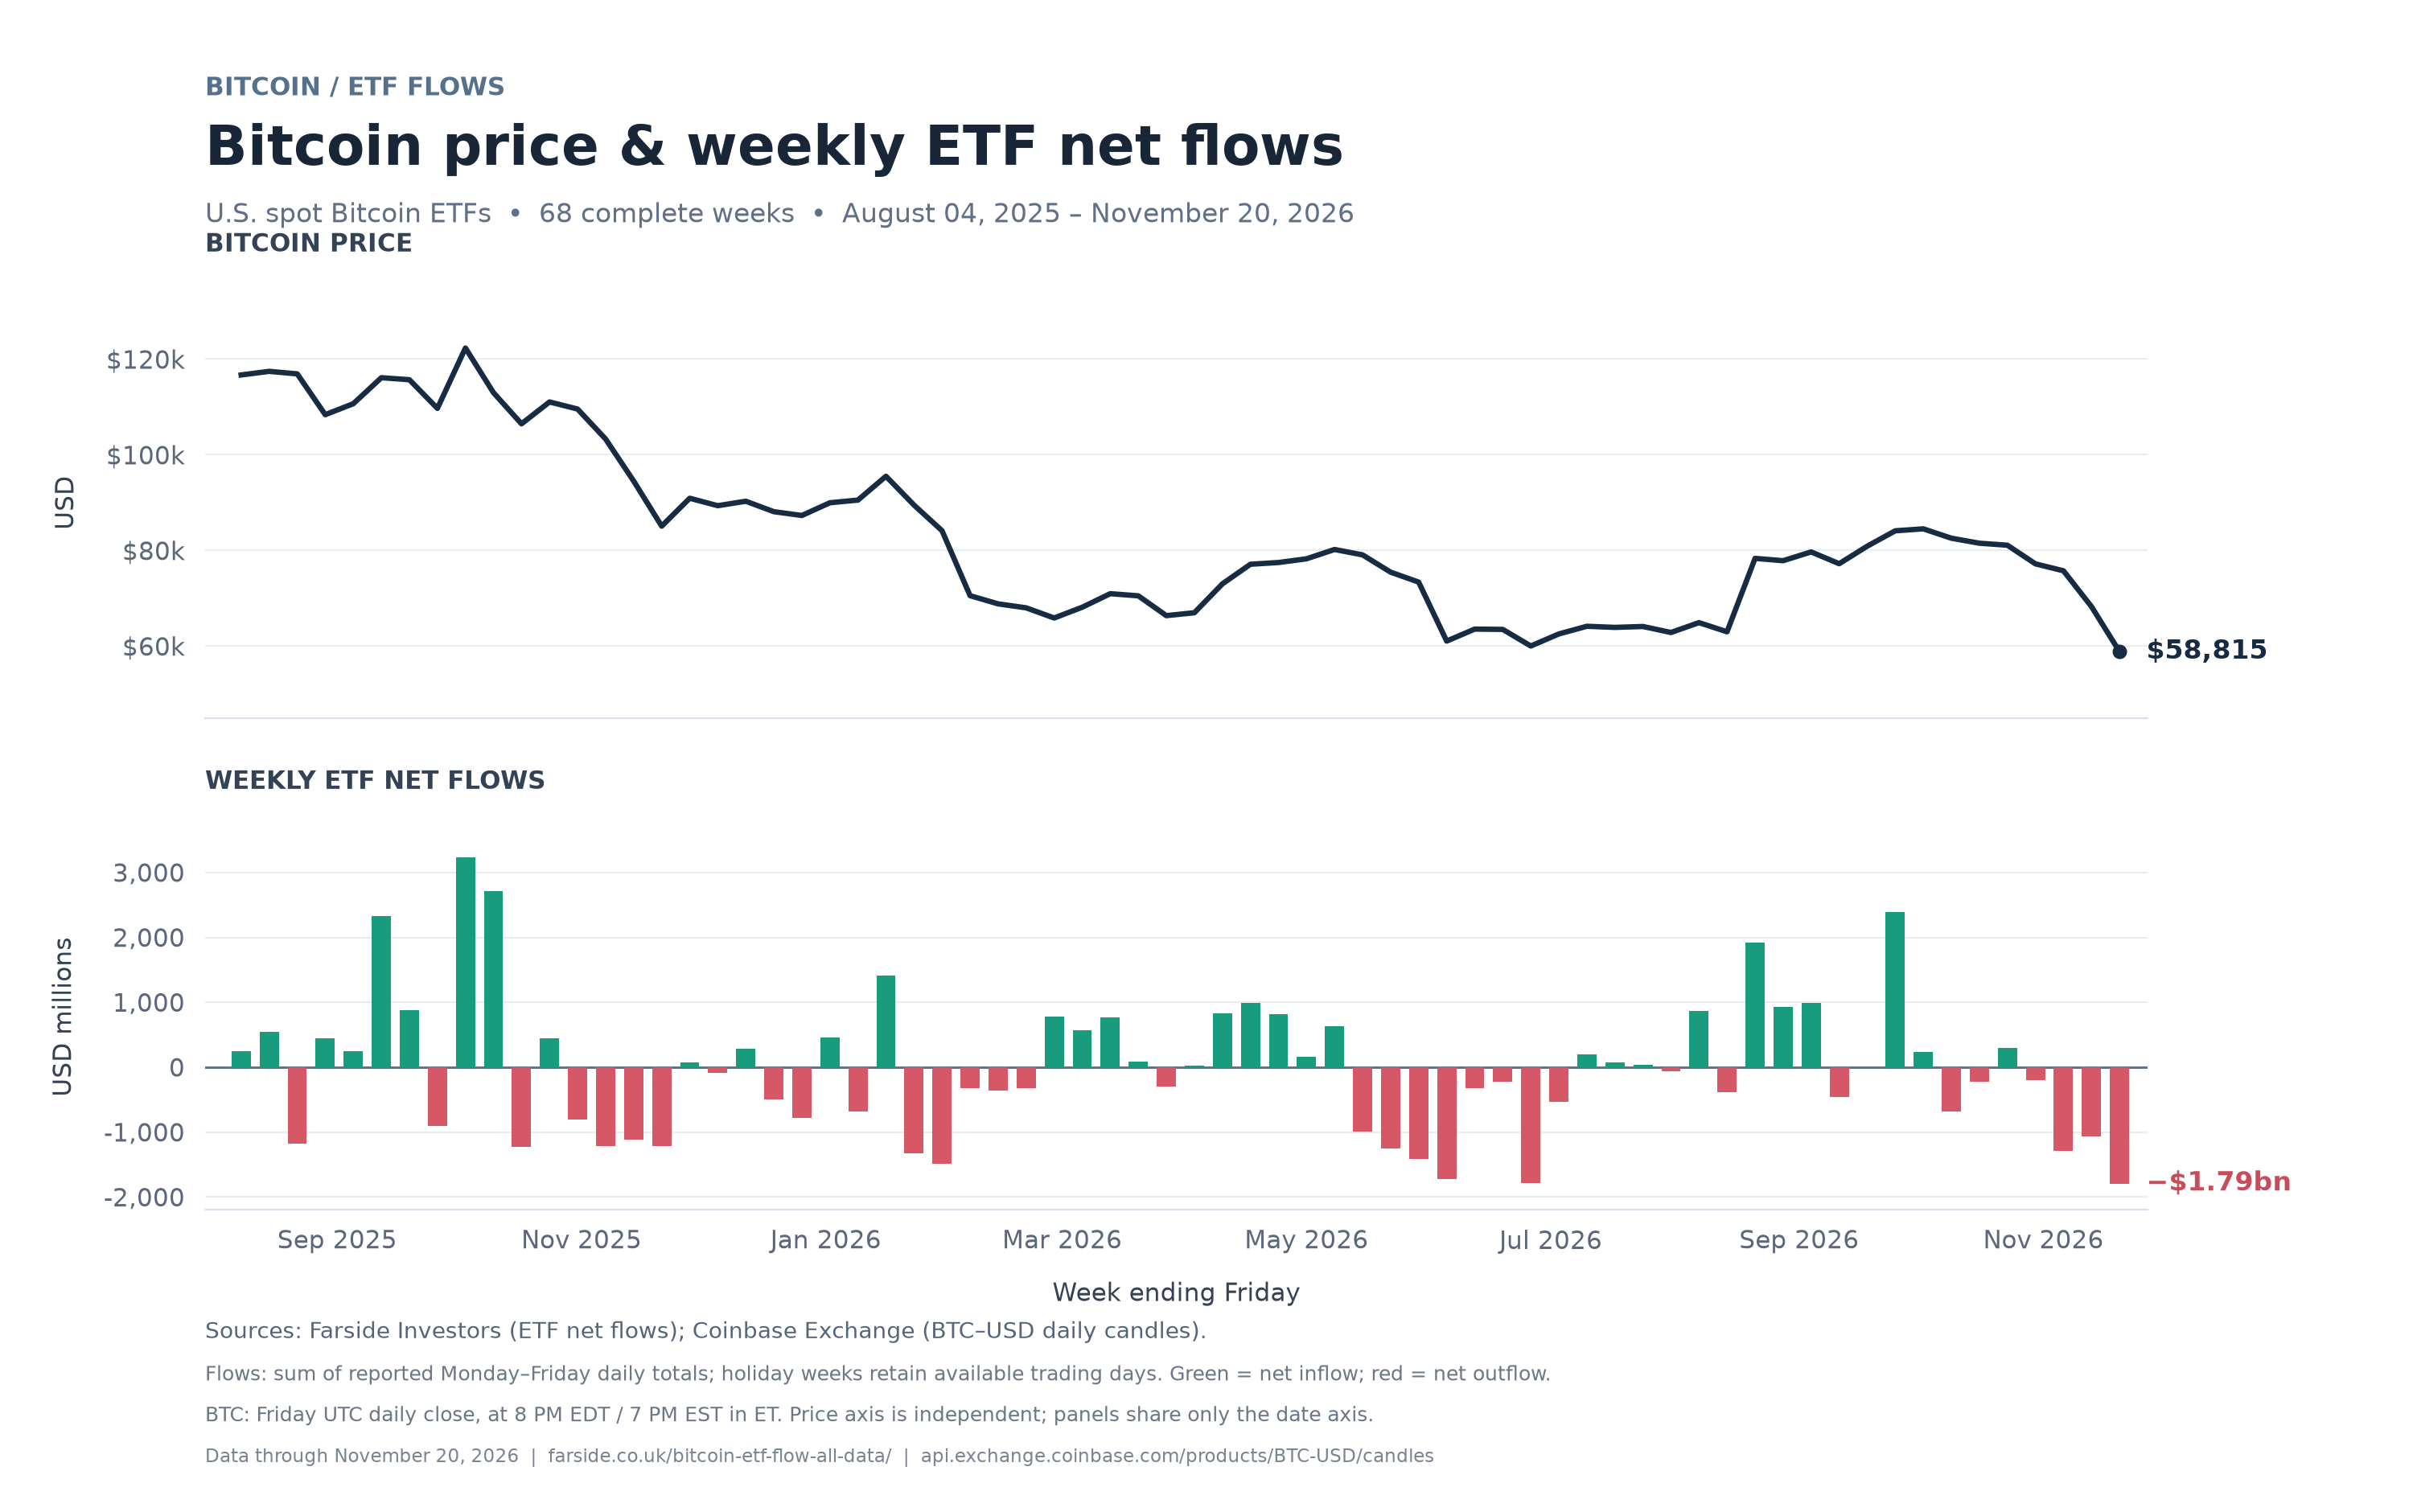 BITCOIN / ETF FLOWS
Bitcoin price & weekly ETF net flows
U.S. spot Bitcoin ETFs • 68 complete weeks • August 04, 2025 – November 20, 2026
BITCOIN PRICE
$120k
$100k
$80k
$60k
USD
$58,815
WEEKLY ETF NET FLOWS
3,000
2,000
1,000
0
-1,000
-2,000
USD millions
−$1.79bn
Sep 2025 Nov 2025 Jan 2026 Mar 2026 May 2026 Jul 2026 Sep 2026 Nov 2026
Week ending Friday
Sources: Farside Investors (ETF net flows); Coinbase Exchange (BTC–USD daily candles).
Flows: sum of reported Monday–Friday daily totals; holiday weeks retain available trading days. Green = net inflow; red = net outflow.
BTC: Friday UTC daily close, at 8 PM EDT / 7 PM EST in ET. Price axis is independent; panels share only the date axis.
Data through November 20, 2026 | farside.co.uk/bitcoin-etf-flow-all-data/ | api.exchange.coinbase.com/products/BTC-USD/candles